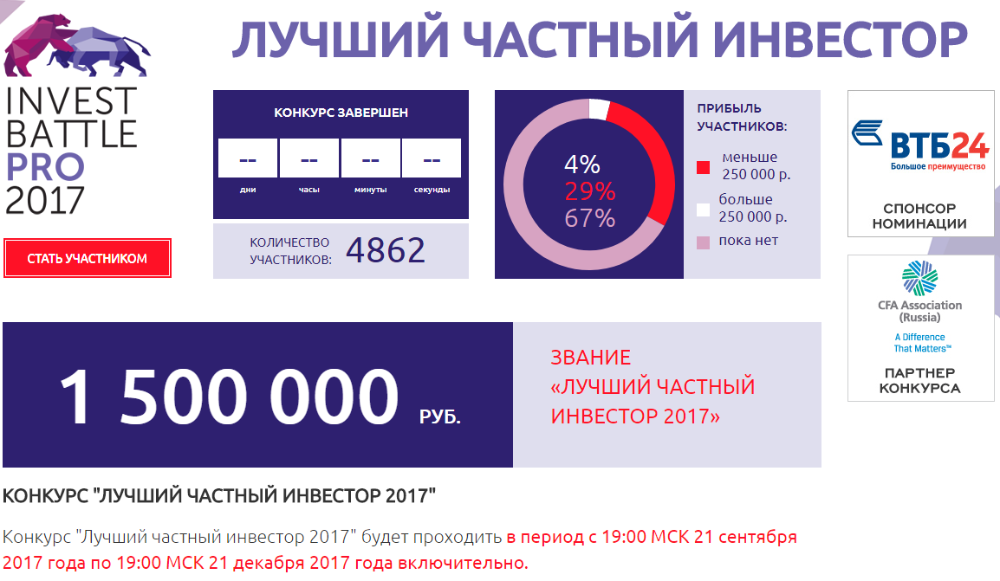 ЛУЧШИЙ ЧАСТНЫЙ ИНВЕСТОР
INVEST
BATTLE
PRO
2017
СТАТЬ УЧАСТНИКОМ
КОНКУРС ЗАВЕРШЕН
-- -- -- --
дни часы минуты секунды
КОЛИЧЕСТВО
УЧАСТНИКОВ:
4862
4%
29%
67%
ПРИБЫЛЬ
УЧАСТНИКОВ:
меньше
250 000 р.
больше
250 000 р.
пока нет
ВТБ24
Большое преимущество
СПОНСОР
НОМИНАЦИИ
CFA Association
(Russia)
A Difference
That Matters™
ПАРТНЕР
КОНКУРСА
1 500 000 РУБ.
ЗВАНИЕ
«ЛУЧШИЙ ЧАСТНЫЙ
ИНВЕСТОР 2017»
КОНКУРС "ЛУЧШИЙ ЧАСТНЫЙ ИНВЕСТОР 2017"
Конкурс "Лучший частный инвестор 2017" будет проходить в период с 19:00 МСК 21 сентября
2017 года по 19:00 МСК 21 декабря 2017 года включительно.